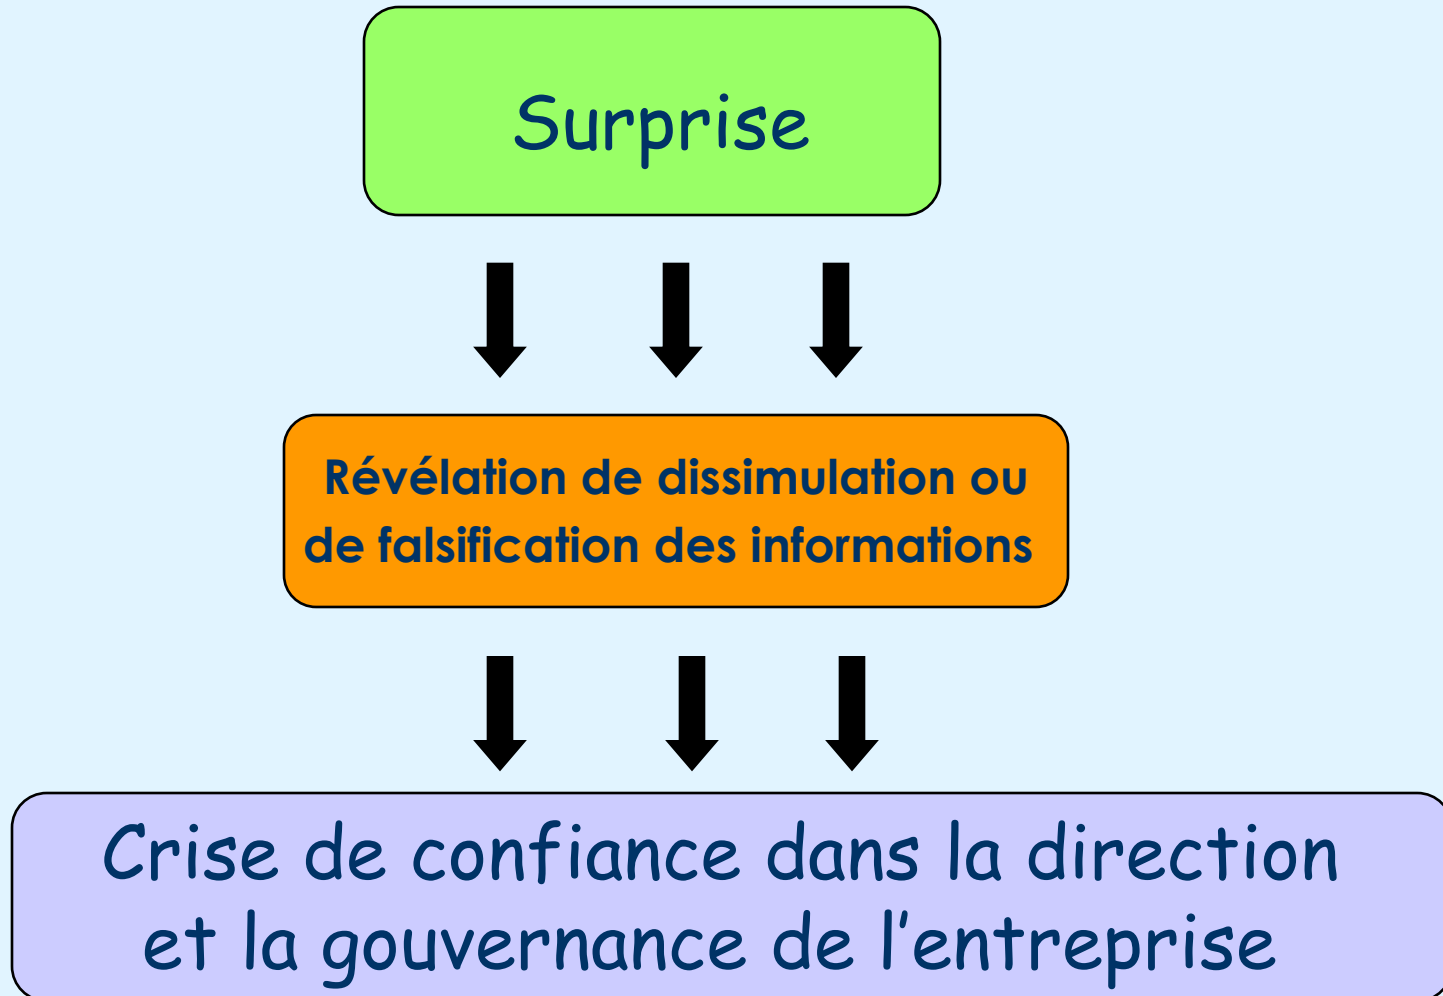 Surprise
Révélation de dissimulation ou
de falsification des informations
Crise de confiance dans la direction
et la gouvernance de l’entreprise